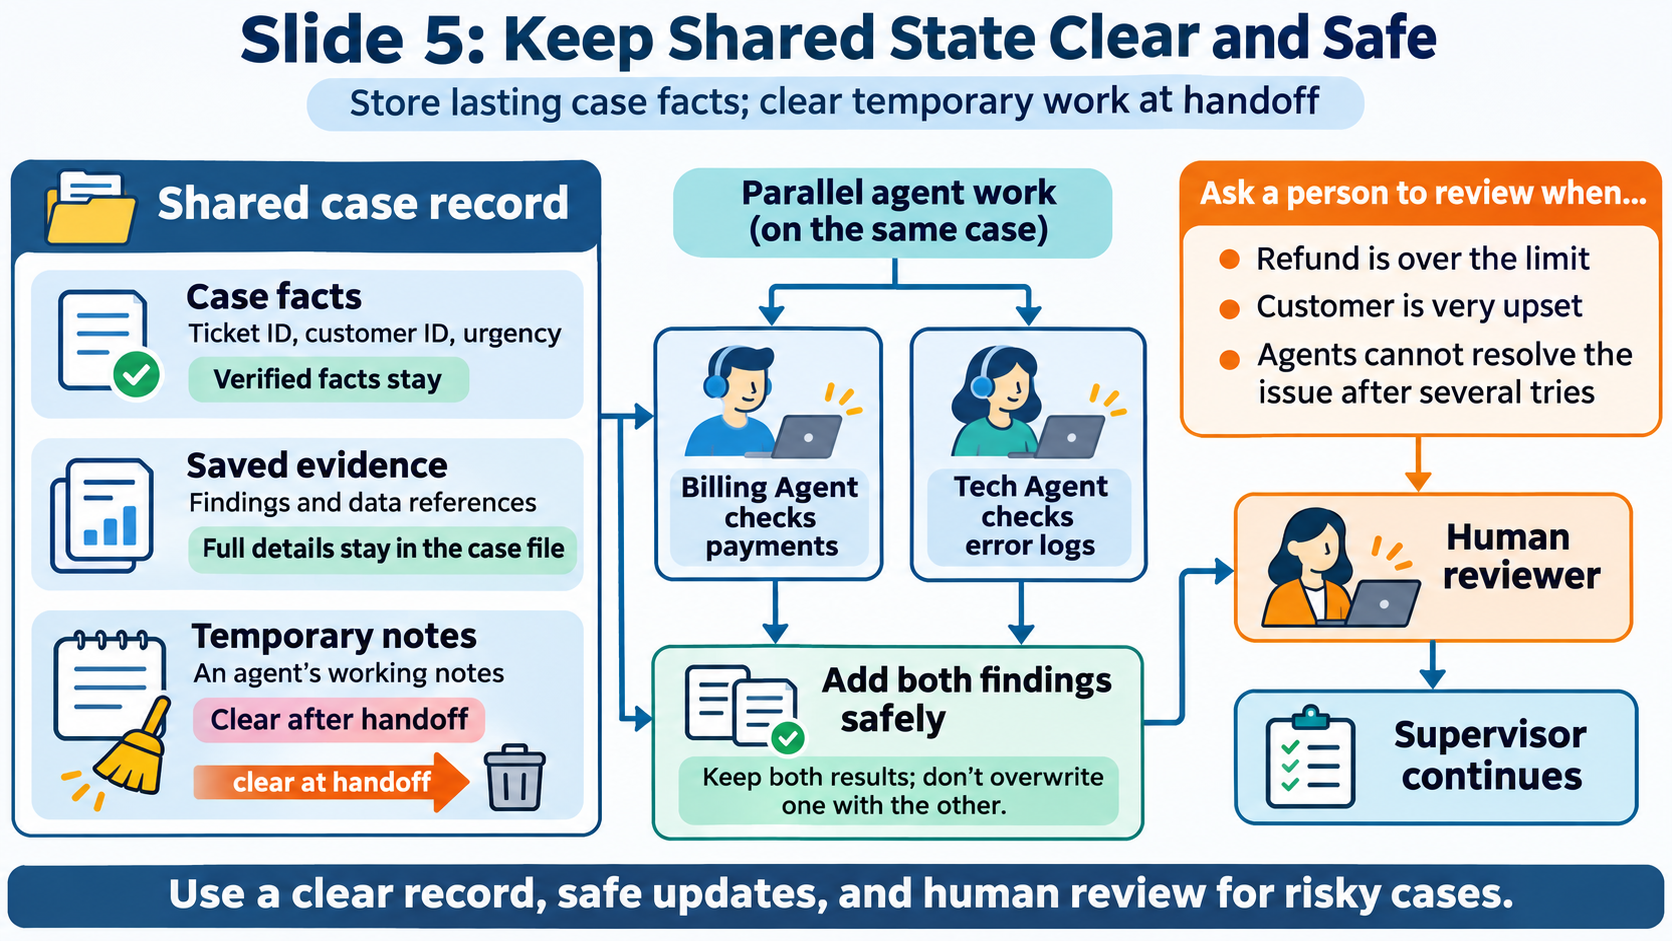 Slide 5: Keep Shared State Clear and Safe
Store lasting case facts; clear temporary work at handoff
Shared case record
Case facts
Ticket ID, customer ID, urgency
Verified facts stay
Saved evidence
Findings and data references
Full details stay in the case file
Temporary notes
An agent's working notes
Clear after handoff
clear at handoff
Parallel agent work
(on the same case)
Billing Agent
checks
payments
Tech Agent
checks
error logs
Add both findings
safely
Keep both results; don't overwrite
one with the other.
Ask a person to review when...
Refund is over the limit
Customer is very upset
Agents cannot resolve the
issue after several tries
Human
reviewer
Supervisor
continues
Use a clear record, safe updates, and human review for risky cases.